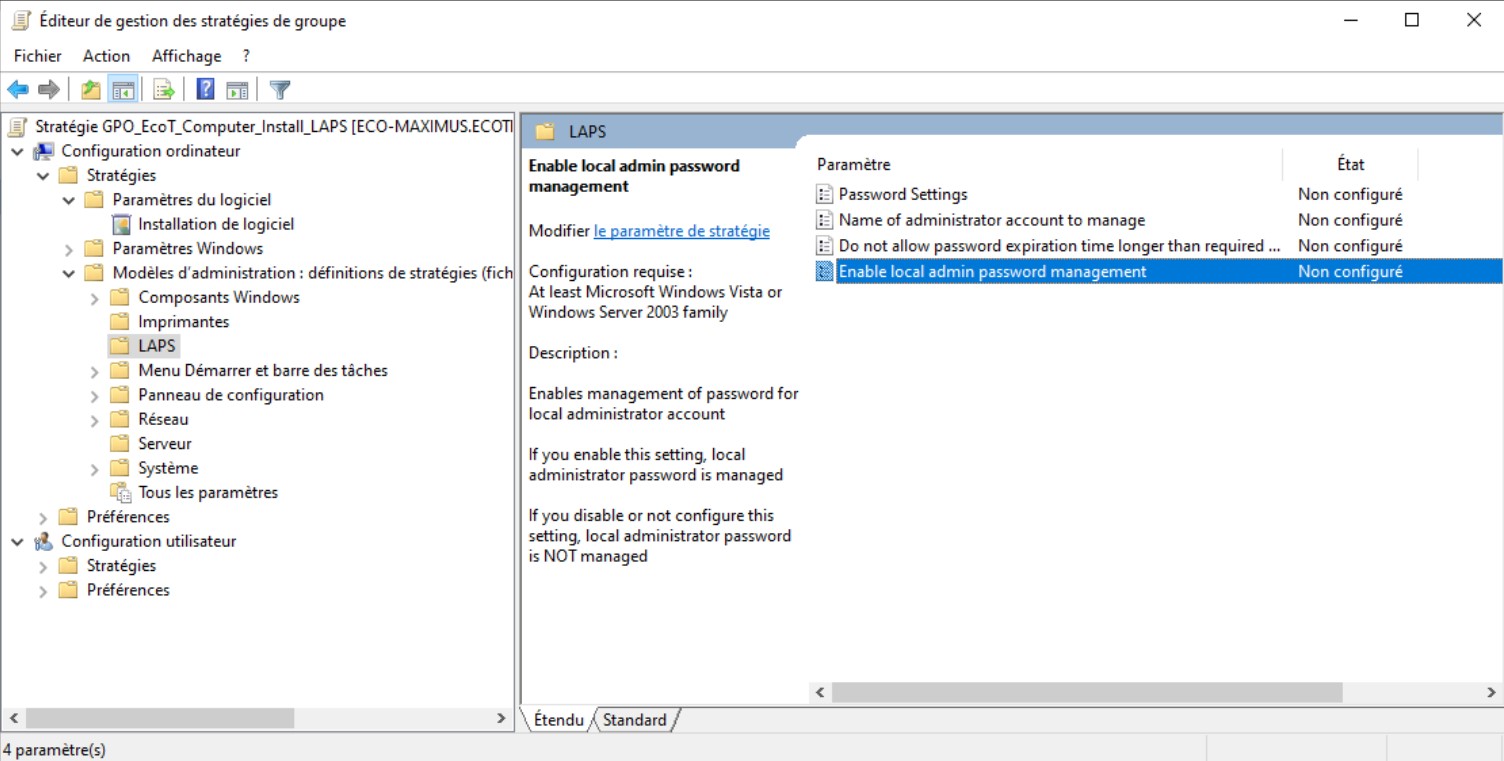 Éditeur de gestion des stratégies de groupe
Fichier Action Affichage ?
Stratégie GPO_EcoT_Computer_Install_LAPS [ECO-MAXIMUS.ECOTI
Configuration ordinateur
Stratégies
Paramètres du logiciel
Installation de logiciel
Paramètres Windows
Modèles d'administration : définitions de stratégies (fich
Composants Windows
Imprimantes
LAPS
Menu Démarrer et barre des tâches
Panneau de configuration
Réseau
Serveur
Système
Tous les paramètres
Préférences
Configuration utilisateur
Stratégies
Préférences
LAPS
Enable local admin password
management
Modifier le paramètre de stratégie
Configuration requise :
At least Microsoft Windows Vista or
Windows Server 2003 family
Description :
Enables management of password for
local administrator account
If you enable this setting, local
administrator password is managed
If you disable or not configure this
setting, local administrator password
is NOT managed
Paramètre État
Password Settings Non configuré
Name of administrator account to manage Non configuré
Do not allow password expiration time longer than required ... Non configuré
Enable local admin password management Non configuré
Étendu Standard
4 paramètre(s)